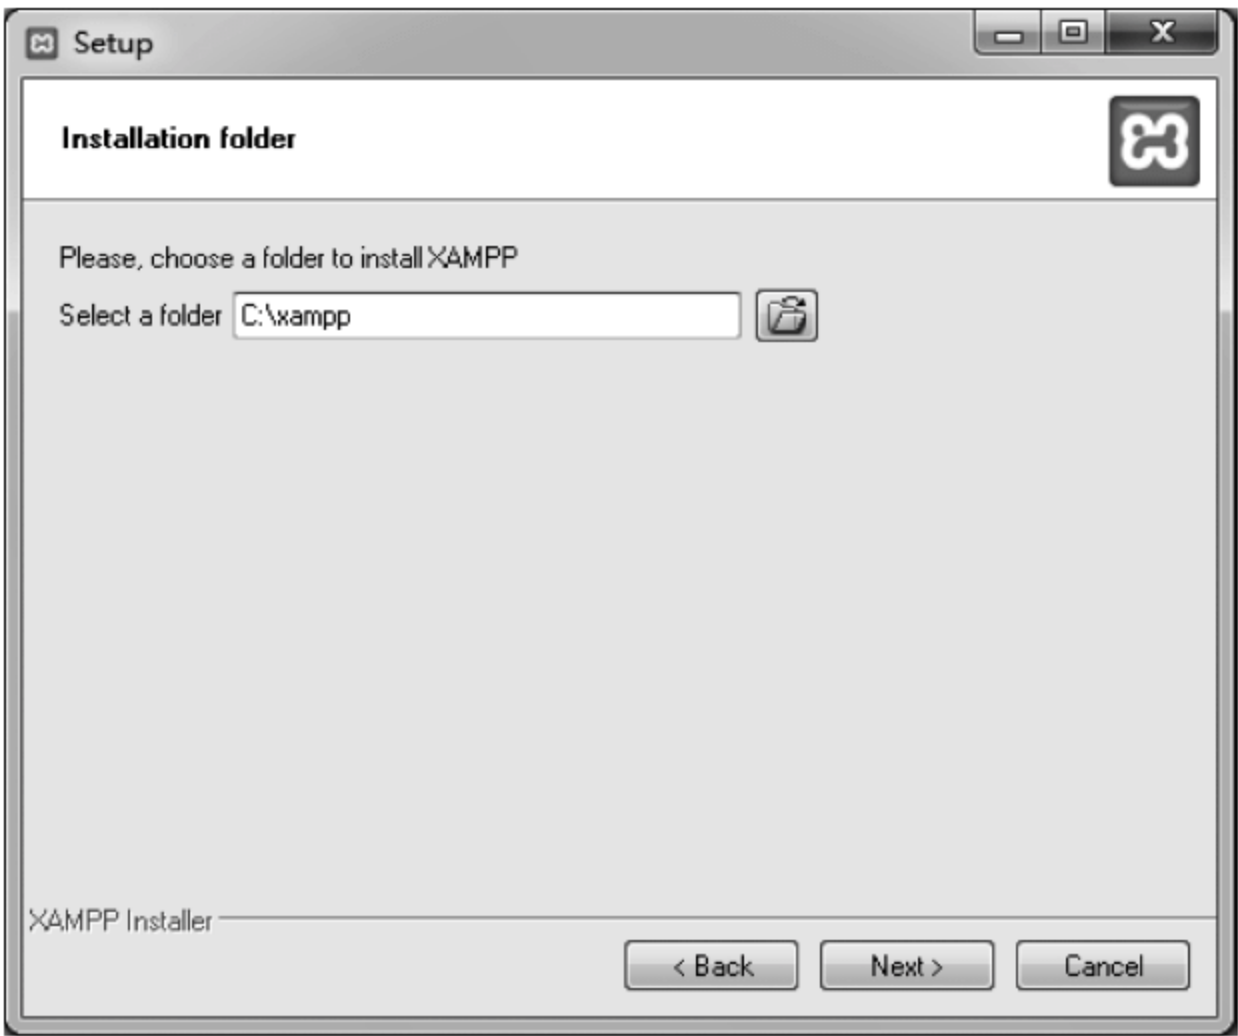 Setup
Installation folder
Please, choose a folder to install XAMPP
Select a folder C:\xampp
XAMPP Installer
< Back Next > Cancel